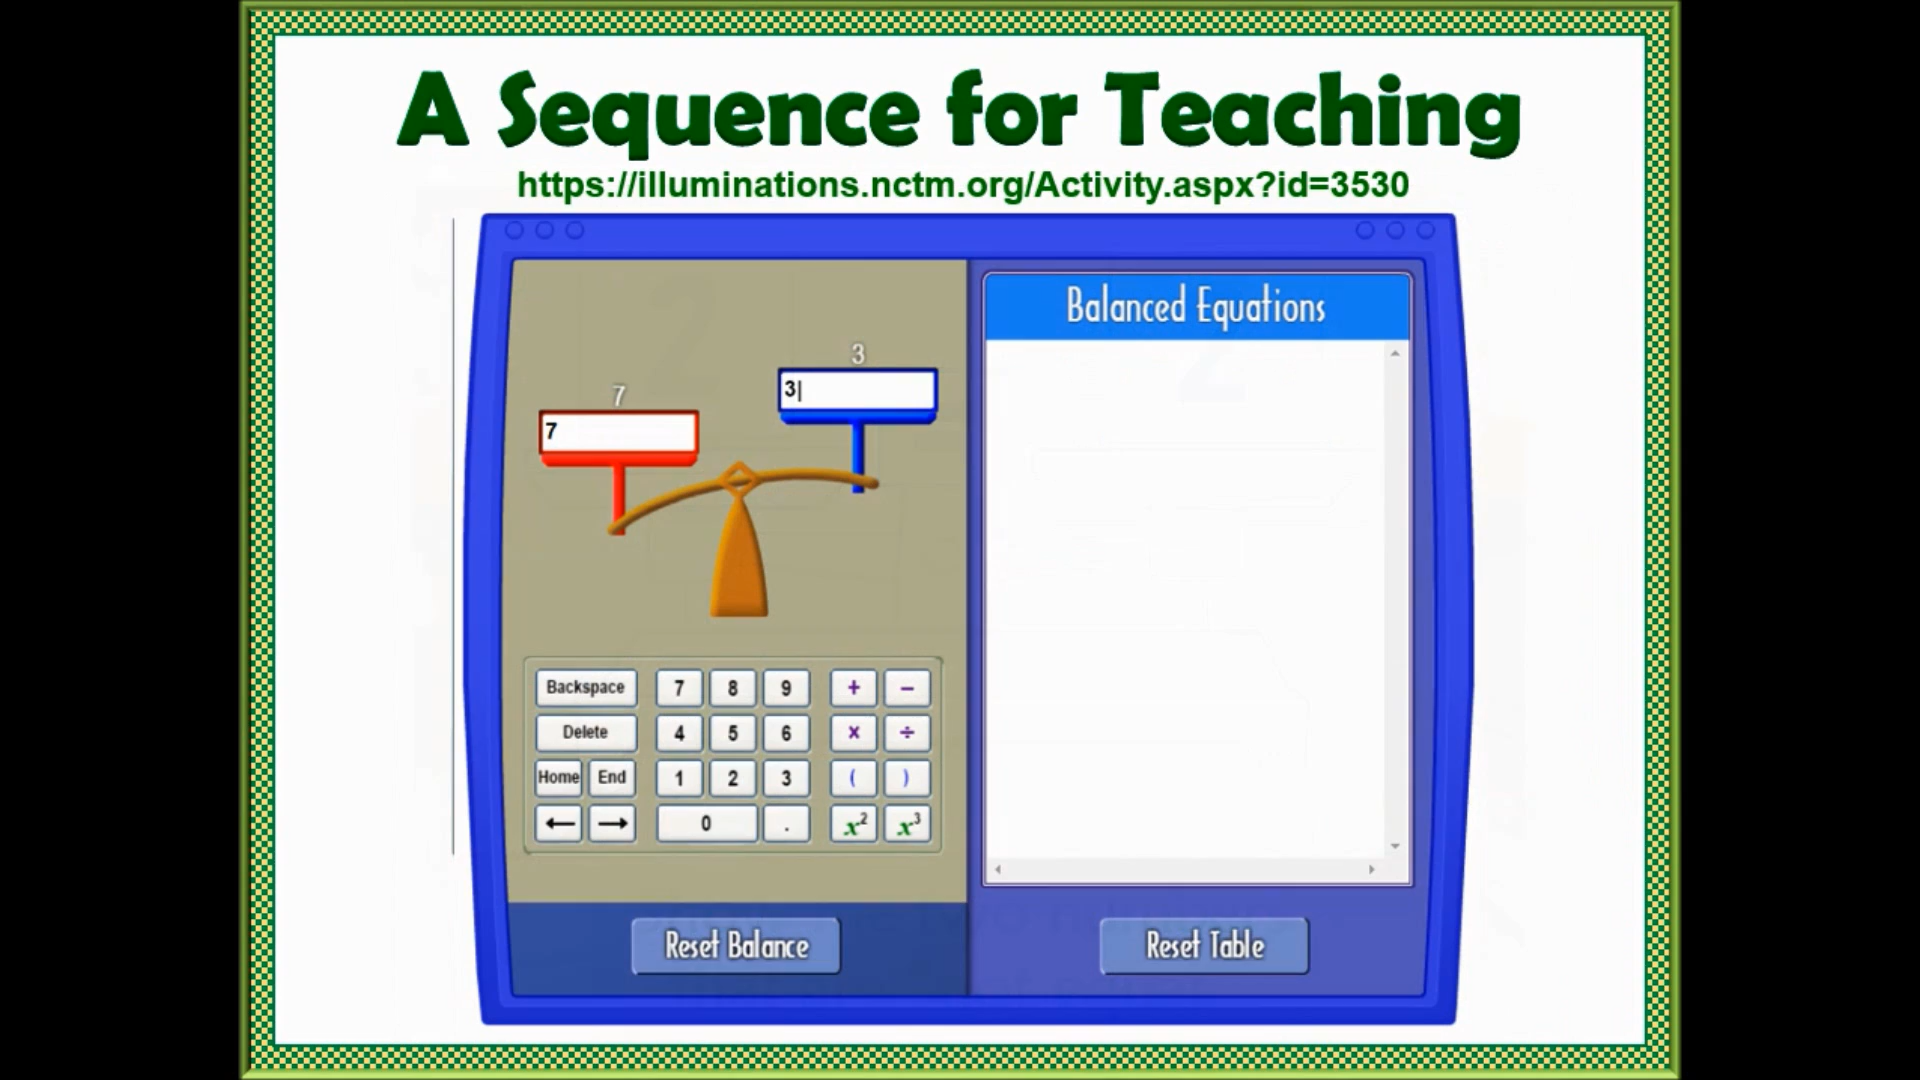 A Sequence for Teaching
https://illuminations.nctm.org/Activity.aspx?id=3530
Balanced Equations
3
3
7
7
Backspace 7 8 9 + −
Delete 4 5 6 x ÷
Home End 1 2 3 ( )
← → 0 . x² x³
Reset Balance
Reset Table